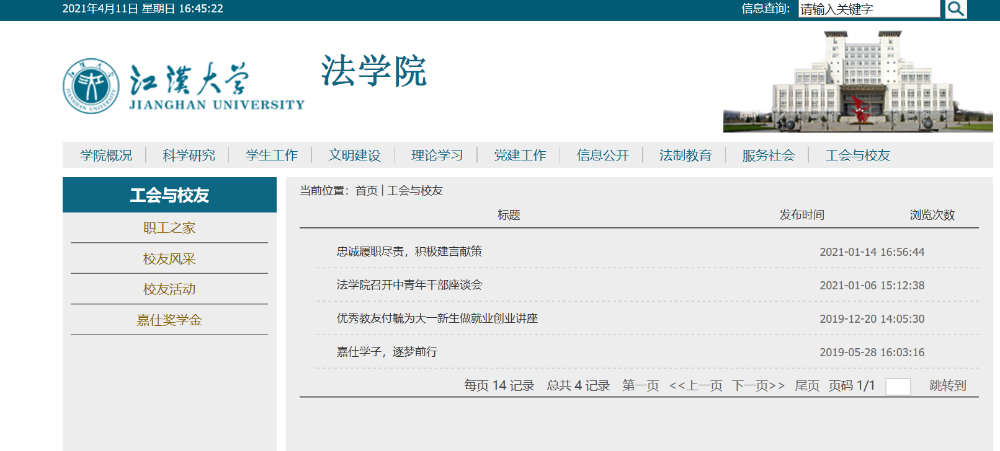 2021年4月11日 星期日 16:45:22
信息查询:
请输入关键字
江漢大学
JIANGHAN UNIVERSITY
法学院
学院概况
科学研究
学生工作
文明建设
理论学习
党建工作
信息公开
法制教育
服务社会
工会与校友
工会与校友
职工之家
校友风采
校友活动
嘉仕奖学金
当前位置：首页 | 工会与校友
标题 发布时间 浏览次数
忠诚履职尽责，积极建言献策 2021-01-14 16:56:44
法学院召开中青年干部座谈会 2021-01-06 15:12:38
优秀教友付毓为大一新生做就业创业讲座 2019-12-20 14:05:30
嘉仕学子，逐梦前行 2019-05-28 16:03:16
每页 14 记录 总共 4 记录 第一页 <<上一页 下一页>> 尾页 页码 1/1 跳转到